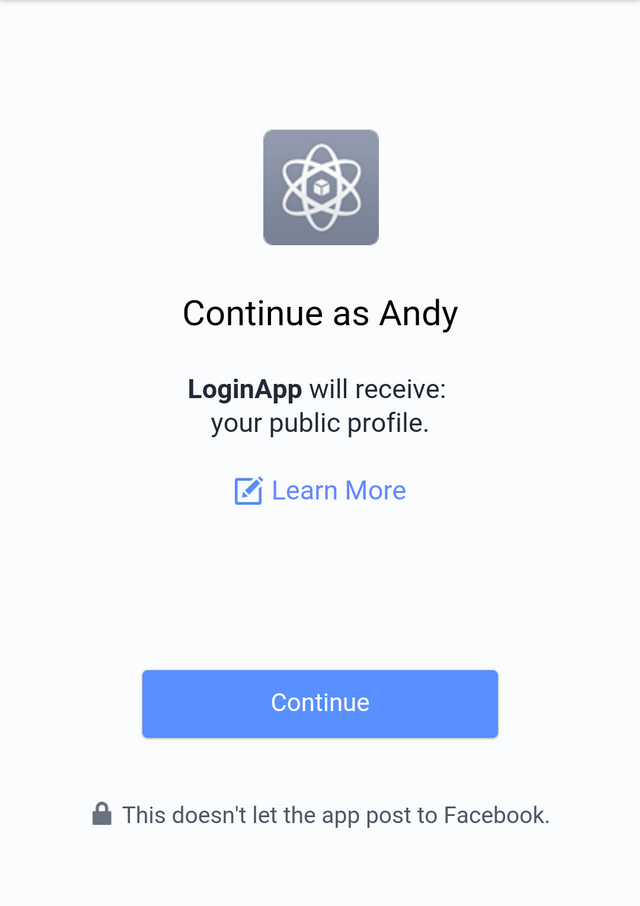 Continue as Andy
LoginApp will receive:
your public profile.
Learn More
Continue
This doesn't let the app post to Facebook.